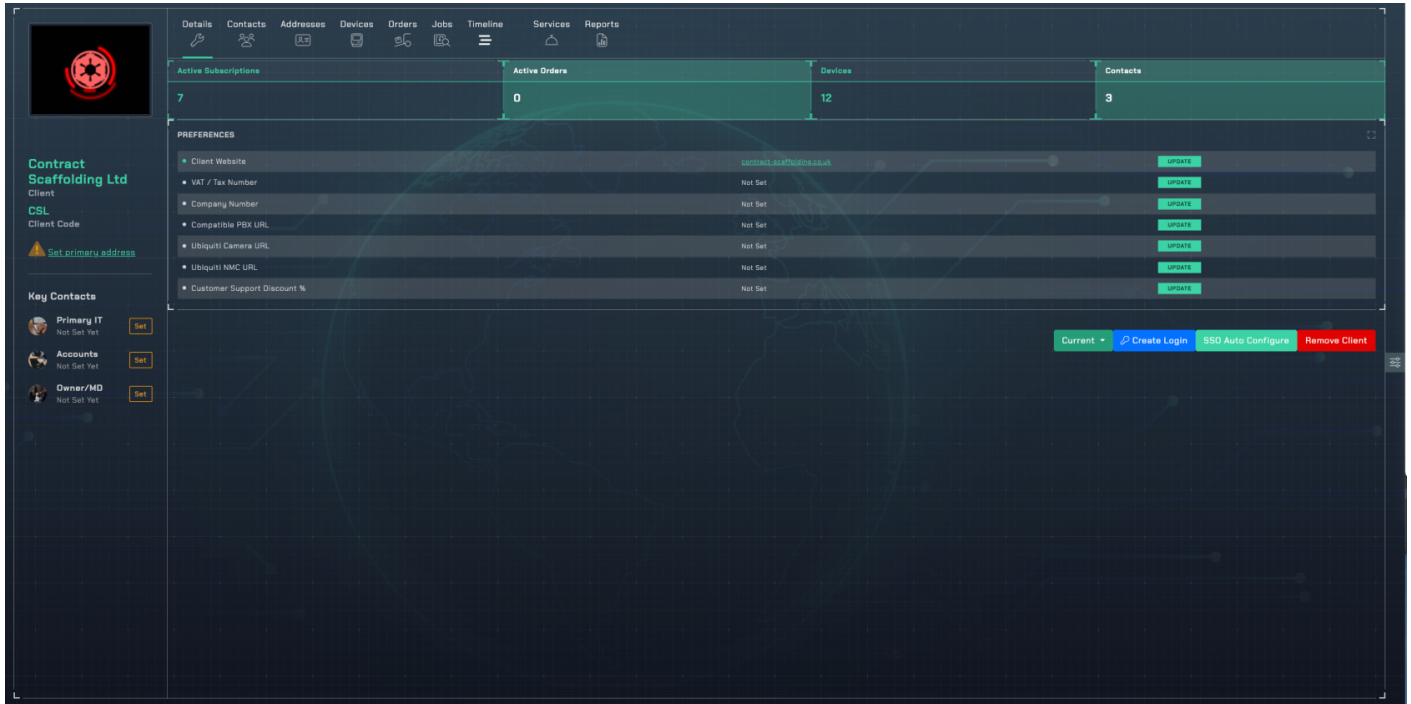 Details Contacts Addresses Devices Orders Jobs Timeline Services Reports
Active Subscriptions Active Orders Devices Contacts
7 0 12 3
PREFERENCES
Client Website contract-scaffolding.co.uk UPDATE
VAT / Tax Number Not Set UPDATE
Company Number Not Set UPDATE
Compatible PBX URL Not Set UPDATE
Ubiquiti Camera URL Not Set UPDATE
Ubiquiti NMC URL Not Set UPDATE
Customer Support Discount % Not Set UPDATE
Current Create Login SSO Auto Configure Remove Client
Contract
Scaffolding Ltd
Client
CSL
Client Code
Set primary address
Key Contacts
Primary IT
Not Set Yet
Set
Accounts
Not Set Yet
Set
Owner/MD
Not Set Yet
Set